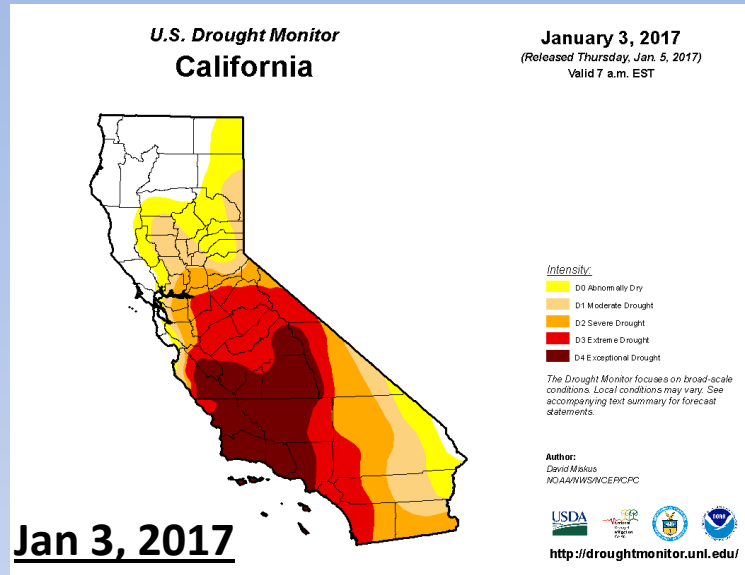 U.S. Drought Monitor
California
January 3, 2017
(Released Thursday, Jan. 5, 2017)
Valid 7 a.m. EST
Intensity:
D0 Abnormally Dry
D1 Moderate Drought
D2 Severe Drought
D3 Extreme Drought
D4 Exceptional Drought
The Drought Monitor focuses on broad-scale
conditions. Local conditions may vary. See
accompanying text summary for forecast
statements.
Author:
David Miskus
NOAA/NWS/NCEP/CPC
USDA
http://droughtmonitor.unl.edu/
Jan 3, 2017